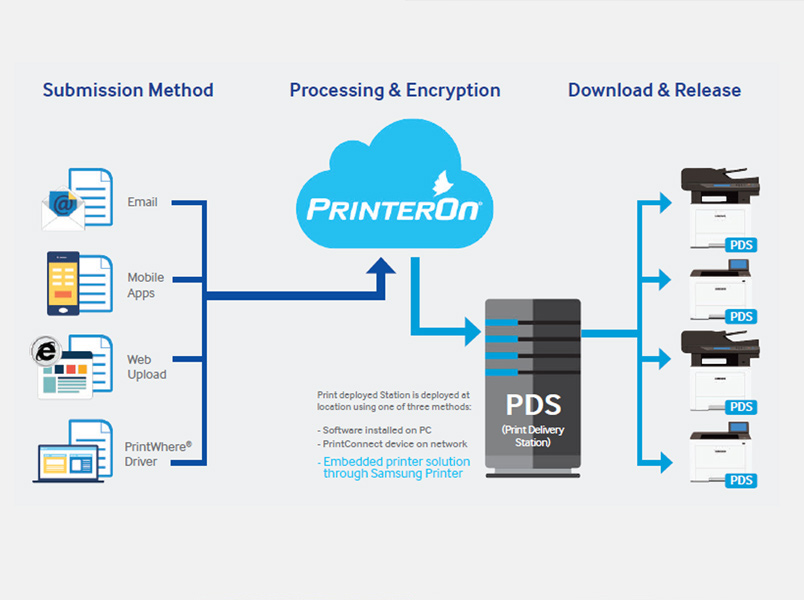 Submission Method
Processing & Encryption
Download & Release
Email
Mobile
Apps
Web
Upload
PrintWhere®
Driver
@
e
PRINTERON®
Print deployed Station is deployed at
location using one of three methods:
- Software installed on PC
- PrintConnect device on network
- Embedded printer solution
through Samsung Printer
PDS
(Print Delivery
Station)
PDS
PDS
PDS
PDS